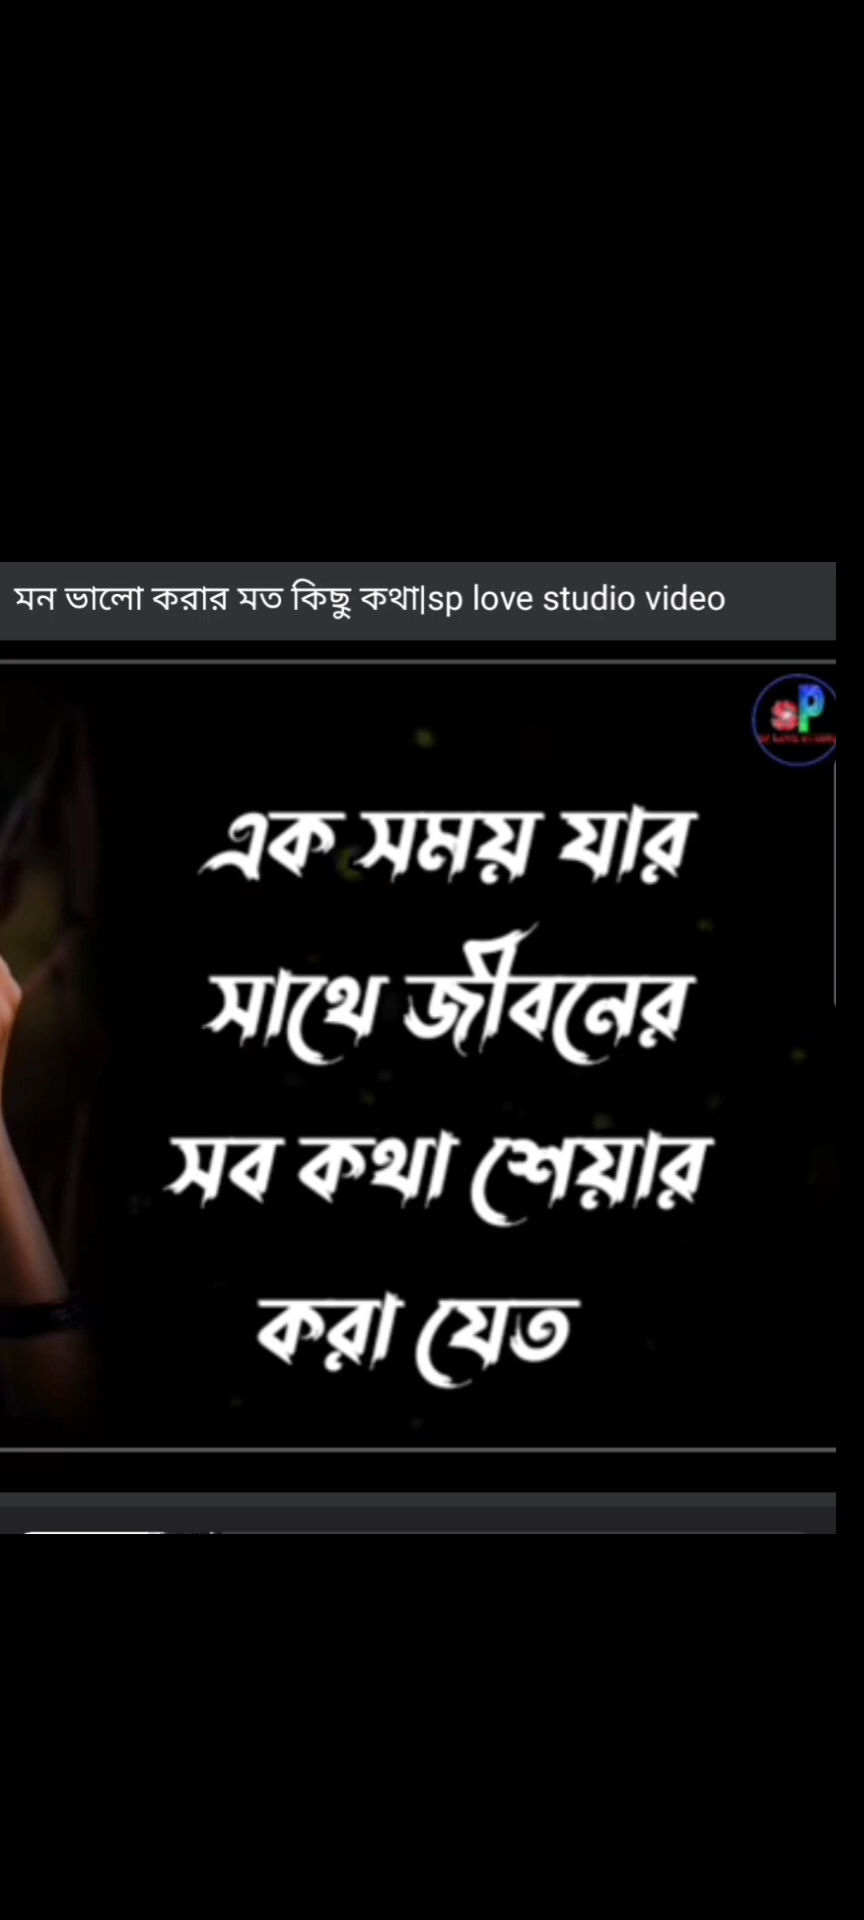 মন ভালো করার মত কিছু কথা|sp love studio video
sP
এক সময় যার
সাথে জীবনের
সব কথা শেয়ার
করা যেত